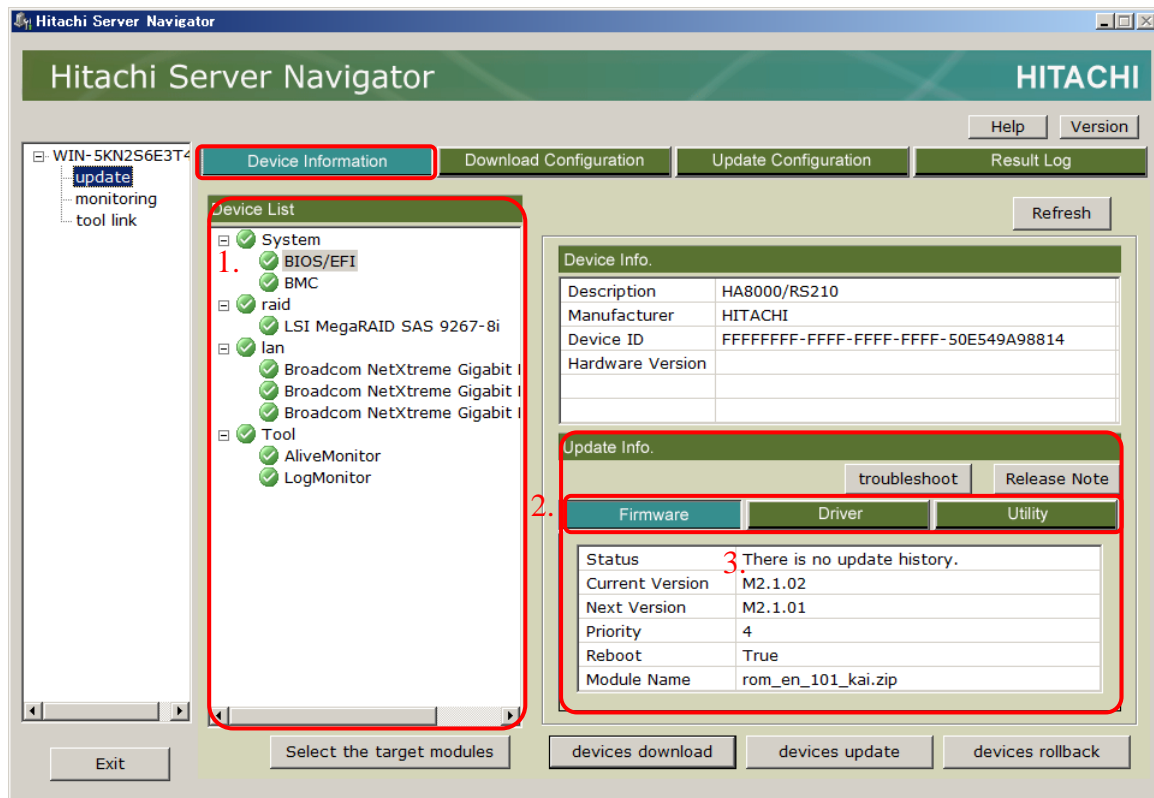 Hitachi Server Navigator
Hitachi Server Navigator
HITACHI
Help
Version
WIN-5KN2S6E3T4
update
monitoring
tool link
Device Information
Download Configuration
Update Configuration
Result Log
Device List
Refresh
1.
System
BIOS/EFI
BMC
raid
LSI MegaRAID SAS 9267-8i
lan
Broadcom NetXtreme Gigabit
Broadcom NetXtreme Gigabit
Broadcom NetXtreme Gigabit
Tool
AliveMonitor
LogMonitor
Device Info.
Description HA8000/RS210
Manufacturer HITACHI
Device ID FFFFFFFF-FFFF-FFFF-FFFF-50E549A98814
Hardware Version
Update Info.
troubleshoot
Release Note
2.
Firmware
Driver
Utility
3.
Status There is no update history.
Current Version M2.1.02
Next Version M2.1.01
Priority 4
Reboot True
Module Name rom_en_101_kai.zip
Exit
Select the target modules
devices download
devices update
devices rollback